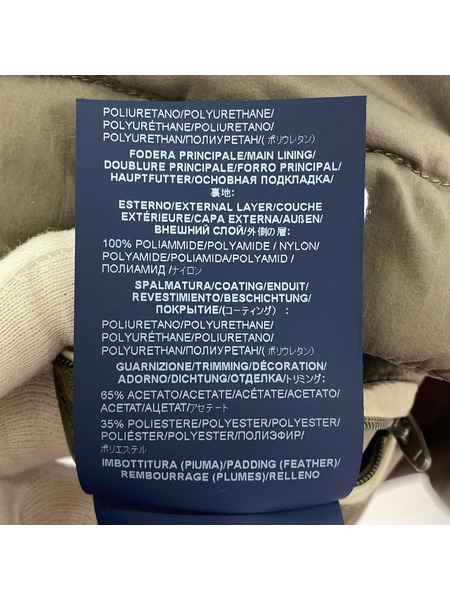 POLIURETANO/POLYURETHANE/
POLYURÉTHANE/POLIURETANO/
POLYURETHAN/ПОЛИУРЕТАН/(ポリウレタン)
FODERA PRINCIPALE/MAIN LINING/
DOUBLURE PRINCIPALE/FORRO PRINCIPAL/
HAUPTFUTTER/ОСНОВНАЯ ПОДКЛАДКА/
裏地:
ESTERNO/EXTERNAL LAYER/COUCHE
EXTÉRIEURE/CAPA EXTERNA/AUßEN/
ВНЕШНИЙ СЛОЙ/外側の層:
100% POLIAMMIDE/POLYAMIDE / NYLON/
POLYAMIDE/POLIAMIDA/POLYAMID /
ПОЛИАМИД /ナイロン
SPALMATURA/COATING/ENDUIT/
REVESTIMIENTO/BESCHICHTUNG/
ПОКРЫТИЕ/(コーティング) :
POLIURETANO/POLYURETHANE/
POLYURÉTHANE/POLIURETANO/
POLYURETHAN/ПОЛИУРЕТАН/(ポリウレタン)
GUARNIZIONE/TRIMMING/DÉCORATION/
ADORNO/DICHTUNG/ОТДЕЛКА/トリミング:
65% ACETATO/ACETATE/ACÉTATE/ACETATO/
ACETAT/АЦЕТАТ/アセテート
35% POLIESTERE/POLYESTER/POLYESTER/
POLIÉSTER/POLYESTER/ПОЛИЭФИР/
ポリエステル
IMBOTTITURA (PIUMA)/PADDING (FEATHER)/
REMBOURRAGE (PLUMES)/RELLENO